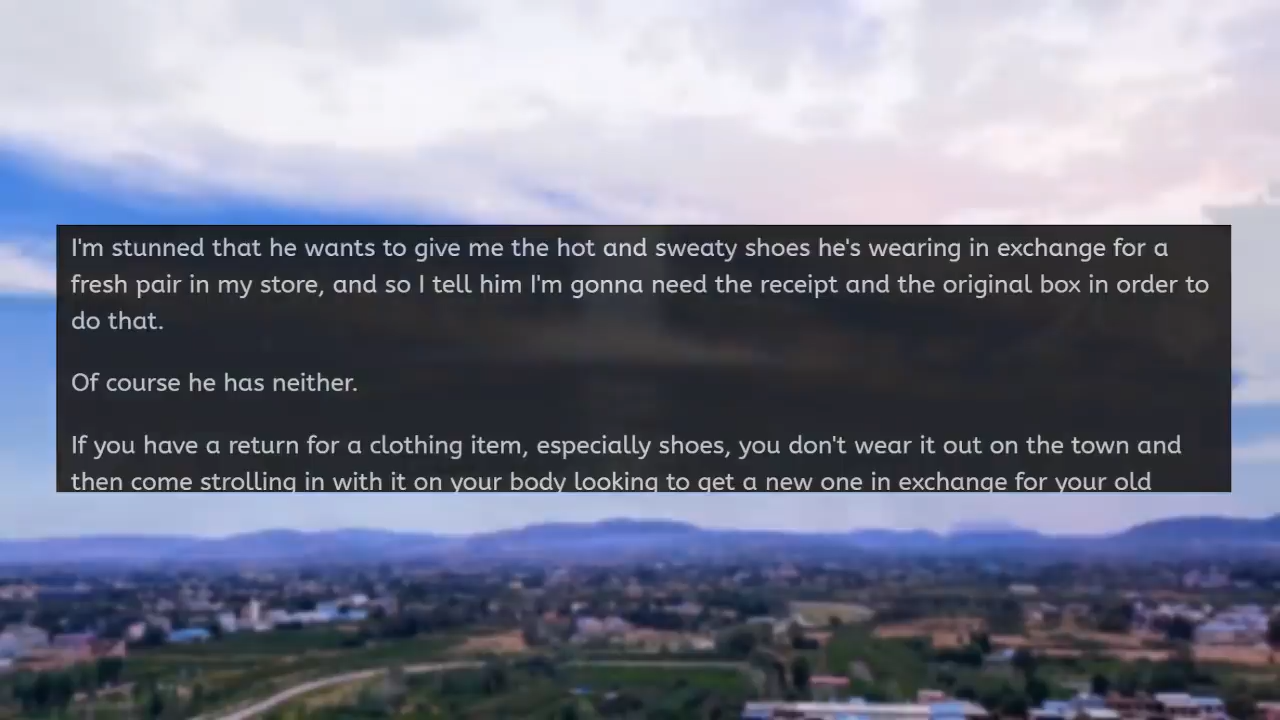 I'm stunned that he wants to give me the hot and sweaty shoes he's wearing in exchange for a
fresh pair in my store, and so I tell him I'm gonna need the receipt and the original box in order to
do that.
Of course he has neither.
If you have a return for a clothing item, especially shoes, you don't wear it out on the town and
then come strolling in with it on your body looking to get a new one in exchange for your old